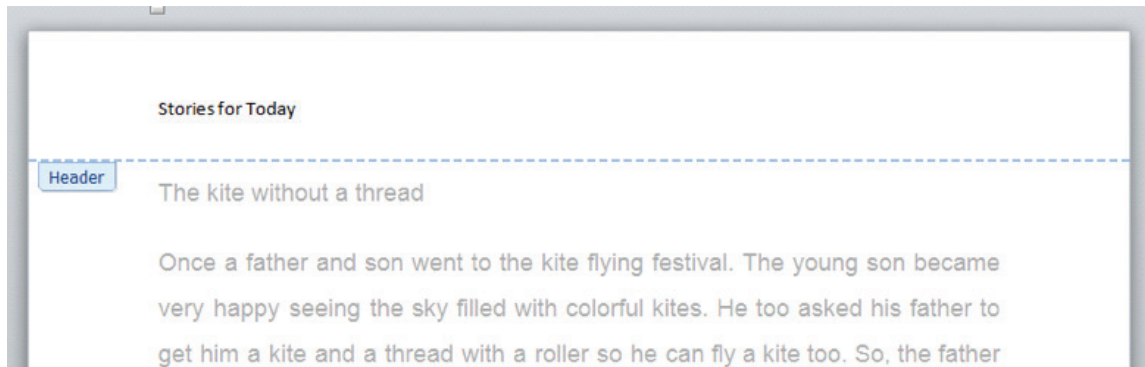 Stories for Today
Header
The kite without a thread
Once a father and son went to the kite flying festival. The young son became
very happy seeing the sky filled with colorful kites. He too asked his father to
get him a kite and a thread with a roller so he can fly a kite too. So, the father